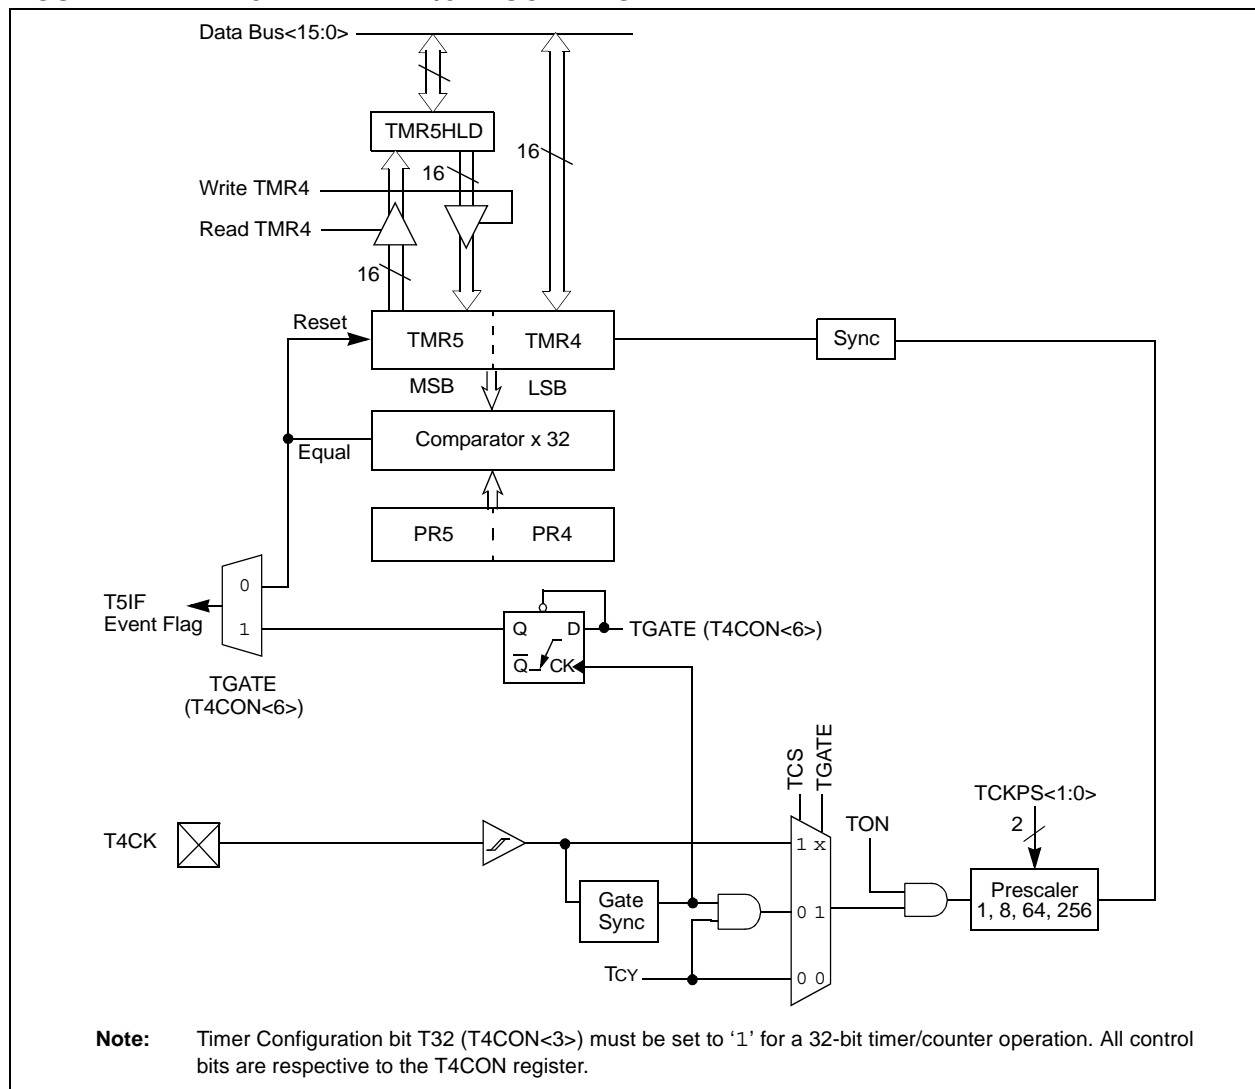 Data Bus<15:0>
TMR5HLD
16
16
Write TMR4
Read TMR4
16
Reset
TMR5
TMR4
Sync
MSB
LSB
Equal
Comparator x 32
PR5
PR4
0
T5IF
Event Flag
1
Q
D
TGATE (T4CON<6>)
Q
CK
TGATE
(T4CON<6>)
TCS
TGATE
TCKPS<1:0>
2
TON
T4CK
1 x
Prescaler
1, 8, 64, 256
Gate
Sync
0 1
TCY
0 0
Note: Timer Configuration bit T32 (T4CON<3>) must be set to ‘1’ for a 32-bit timer/counter operation. All control
bits are respective to the T4CON register.